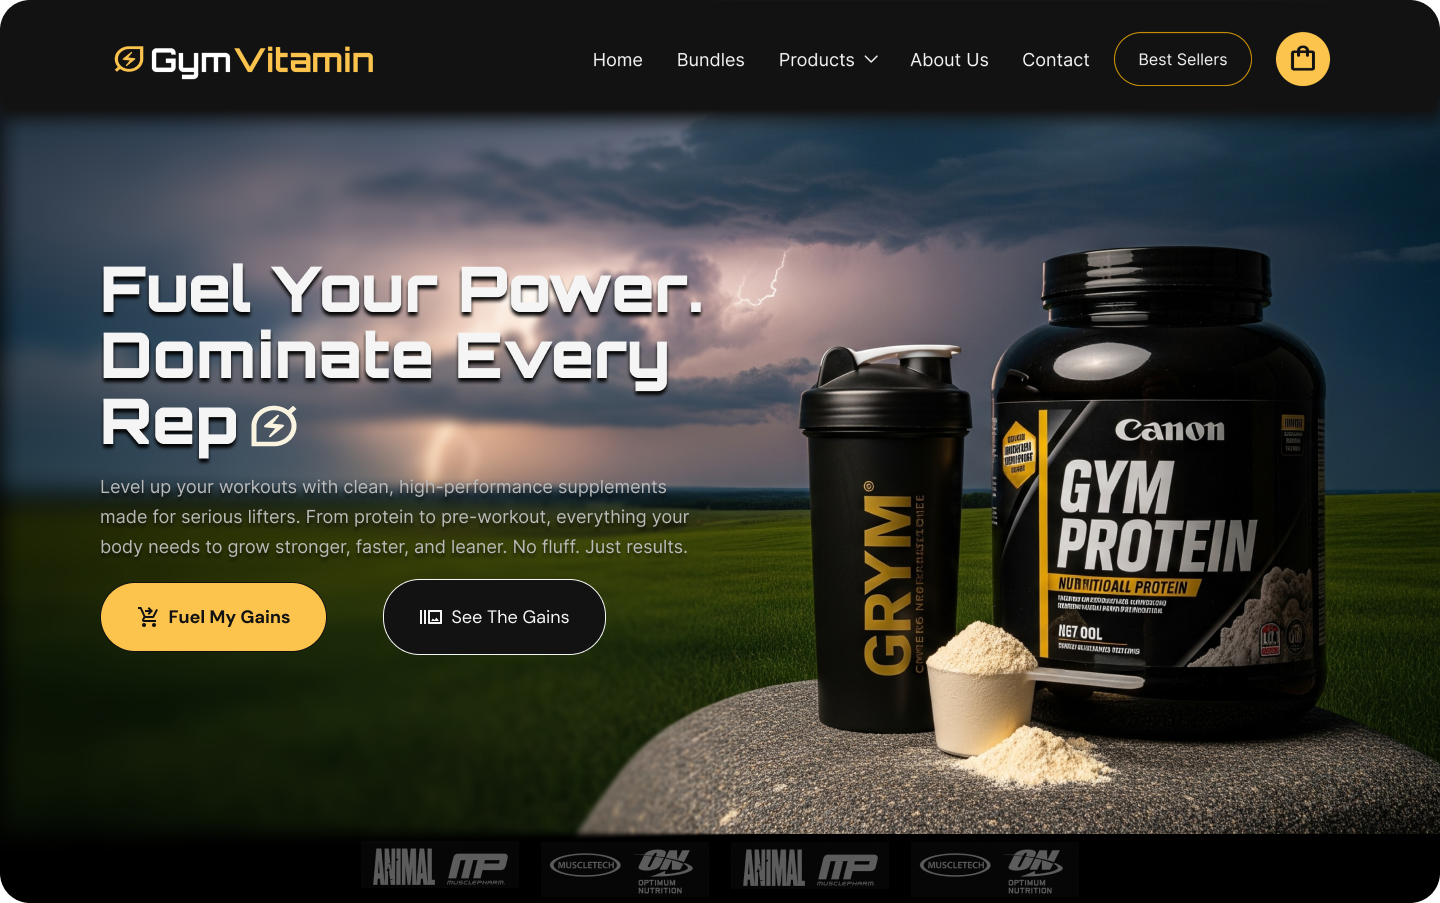 GymVitamin
Home
Bundles
Products
About Us
Contact
Best Sellers
Fuel Your Power.
Dominate Every
Rep
Level up your workouts with clean, high-performance supplements
made for serious lifters. From protein to pre-workout, everything your
body needs to grow stronger, faster, and leaner. No fluff. Just results.
Fuel My Gains
See The Gains
GRYM®
Canon
GYM
PROTEIN
NUTRNITIOALL PROTEIN
NG7 00L
ANIMAL
MP
MUSCLEPHARM.
MUSCLETECH
ON
OPTIMUM
NUTRITION
ANIMAL
MP
MUSCLEPHARM.
MUSCLETECH
ON
OPTIMUM
NUTRITION